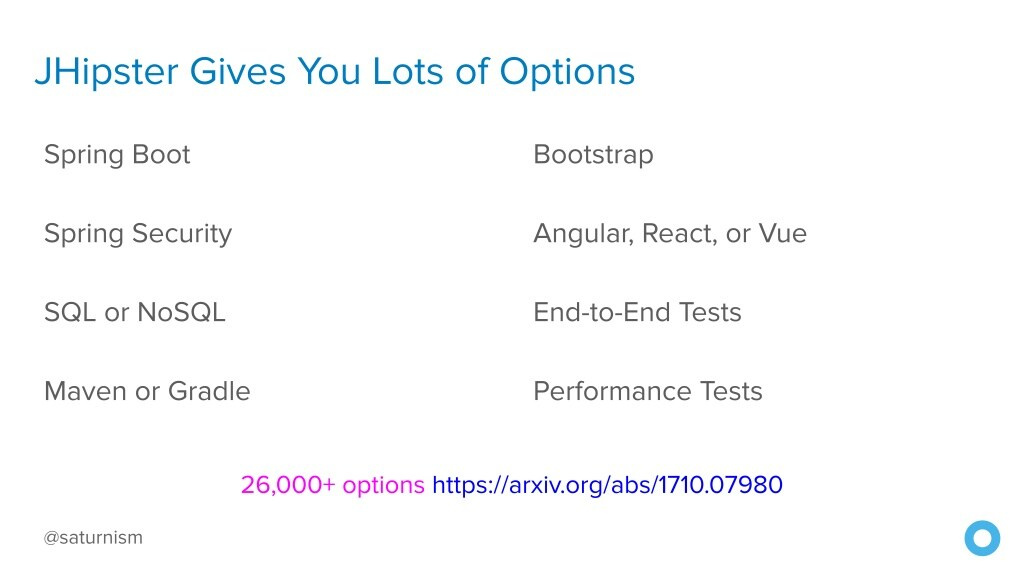 JHipster Gives You Lots of Options
Spring Boot
Spring Security
SQL or NoSQL
Maven or Gradle
Bootstrap
Angular, React, or Vue
End-to-End Tests
Performance Tests
26,000+ options https://arxiv.org/abs/1710.07980
@saturnism